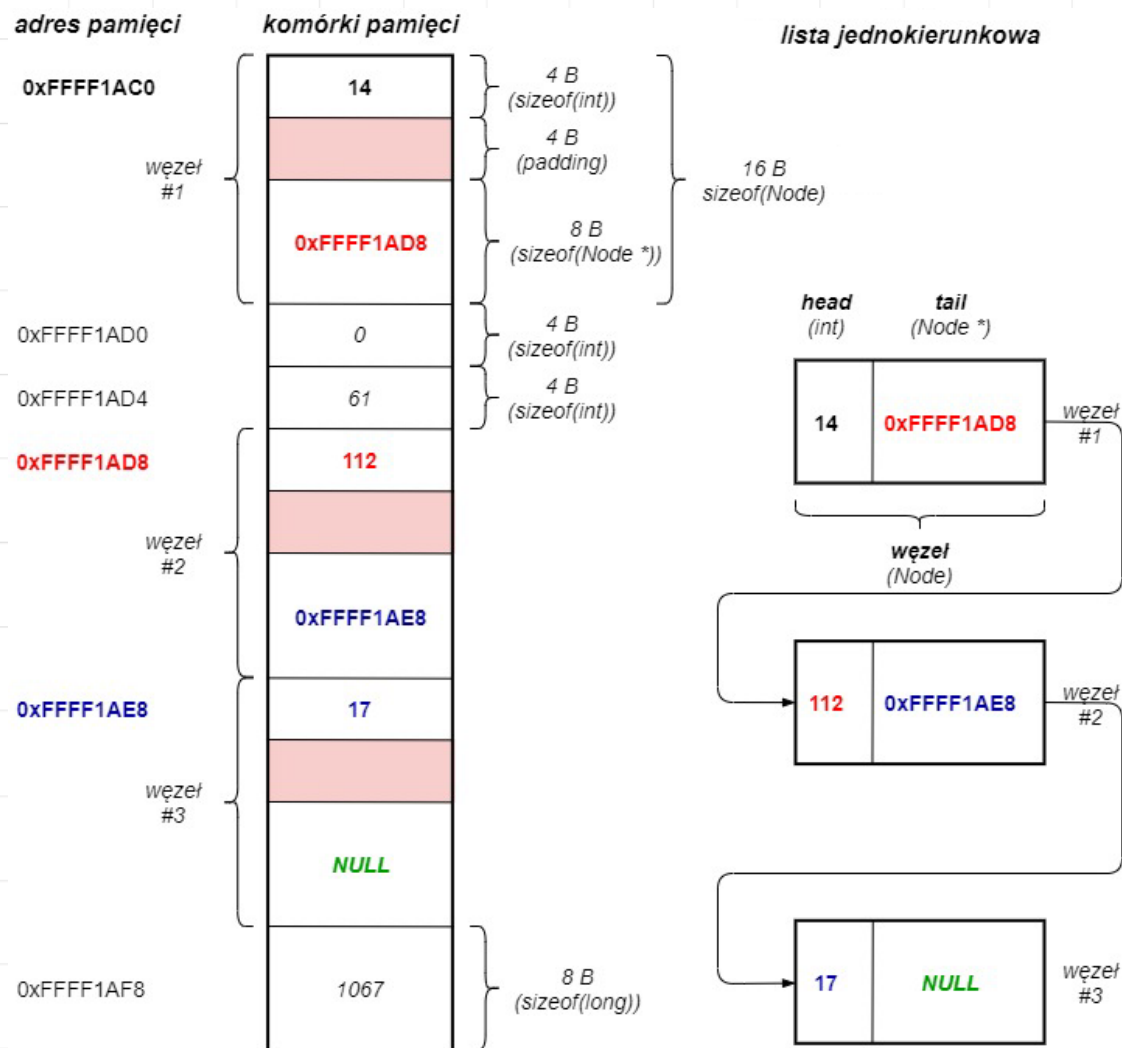 adres pamięci
komórki pamięci
lista jednokierunkowa
0xFFFF1AC0
14
4 B
(sizeof(int))
4 B
(padding)
węzeł
#1
16 B
sizeof(Node)
0xFFFF1AD8
8 B
(sizeof(Node *))
0xFFFF1AD0
0
4 B
(sizeof(int))
0xFFFF1AD4
61
4 B
(sizeof(int))
0xFFFF1AD8
112
węzeł
#2
0xFFFF1AE8
0xFFFF1AE8
17
węzeł
#3
NULL
0xFFFF1AF8
1067
8 B
(sizeof(long))
head
(int)
tail
(Node *)
14
0xFFFF1AD8
węzeł
#1
węzeł
(Node)
112
0xFFFF1AE8
węzeł
#2
17
NULL
węzeł
#3